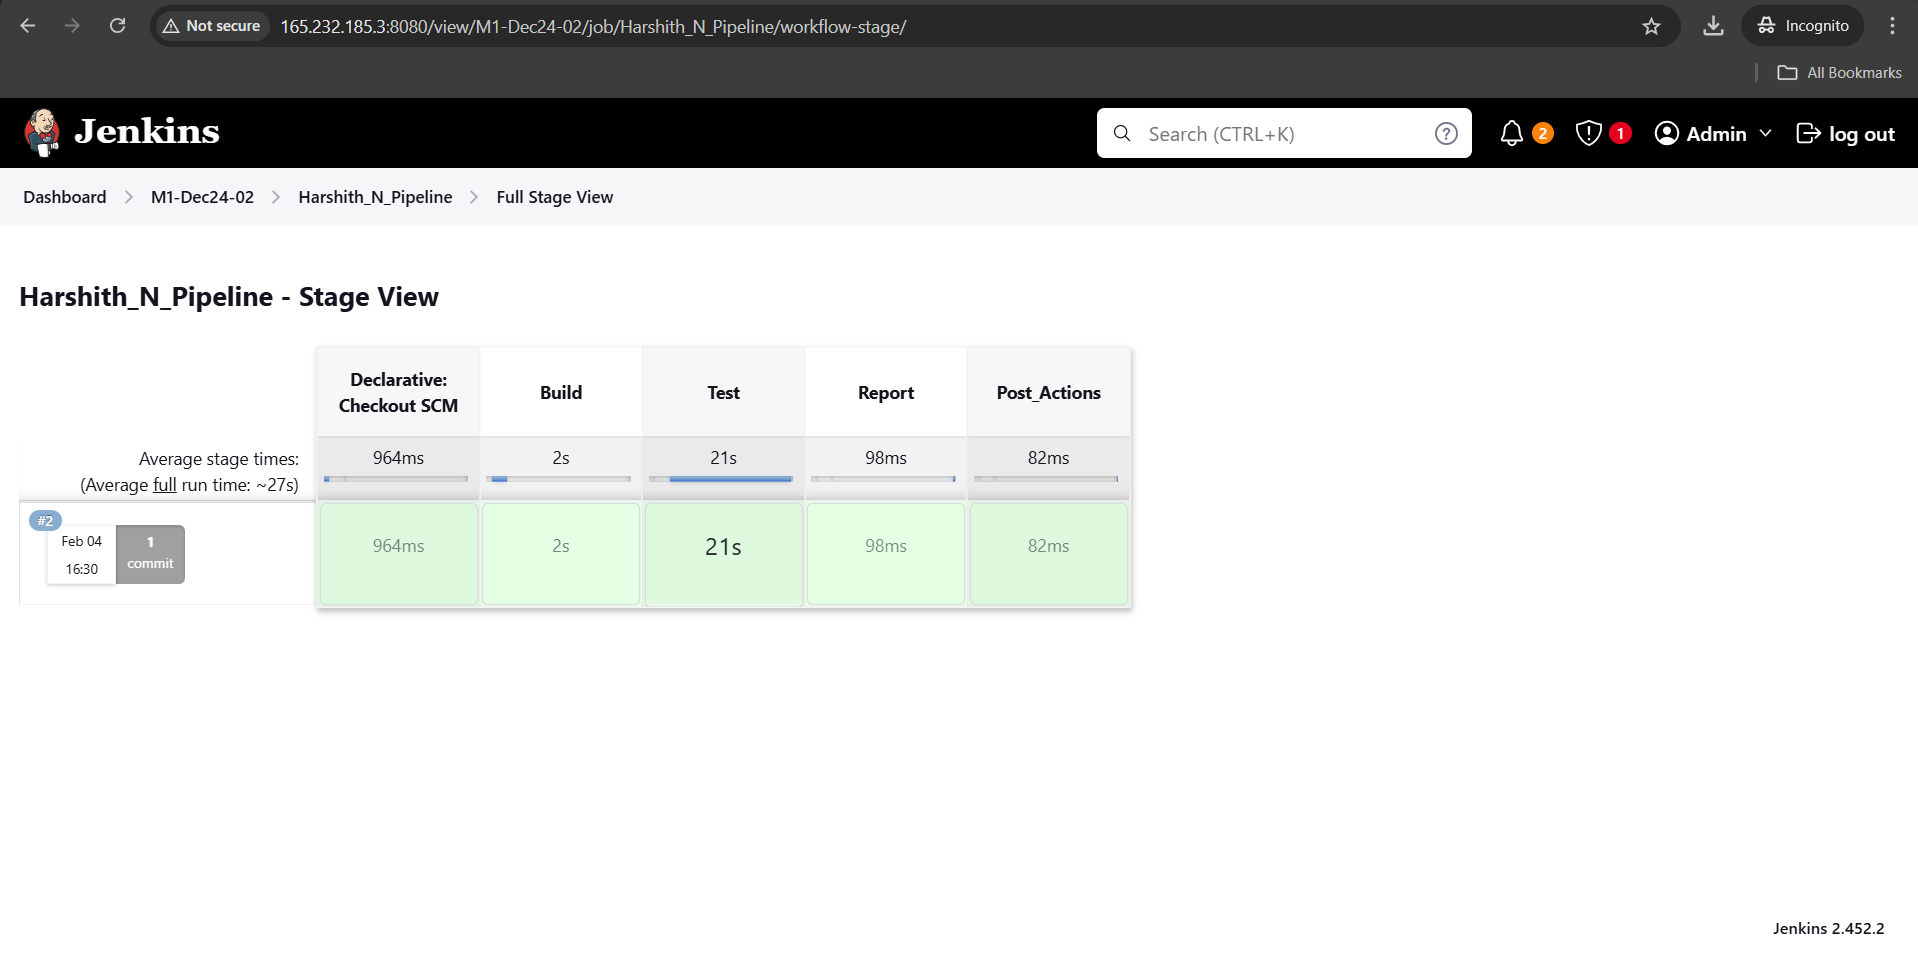 Not secure 165.232.185.3:8080/view/M1-Dec24-02/job/Harshith_N_Pipeline/workflow-stage/ Incognito
All Bookmarks
Jenkins Search (CTRL+K) ? 2 1 Admin log out
Dashboard M1-Dec24-02 Harshith_N_Pipeline Full Stage View
Harshith_N_Pipeline - Stage View
Declarative:
Checkout SCM
Build
Test
Report
Post_Actions
Average stage times:
(Average full run time: ~27s)
964ms 2s 21s 98ms 82ms
#2
Feb 04
16:30
1
commit
964ms 2s 21s 98ms 82ms
Jenkins 2.452.2